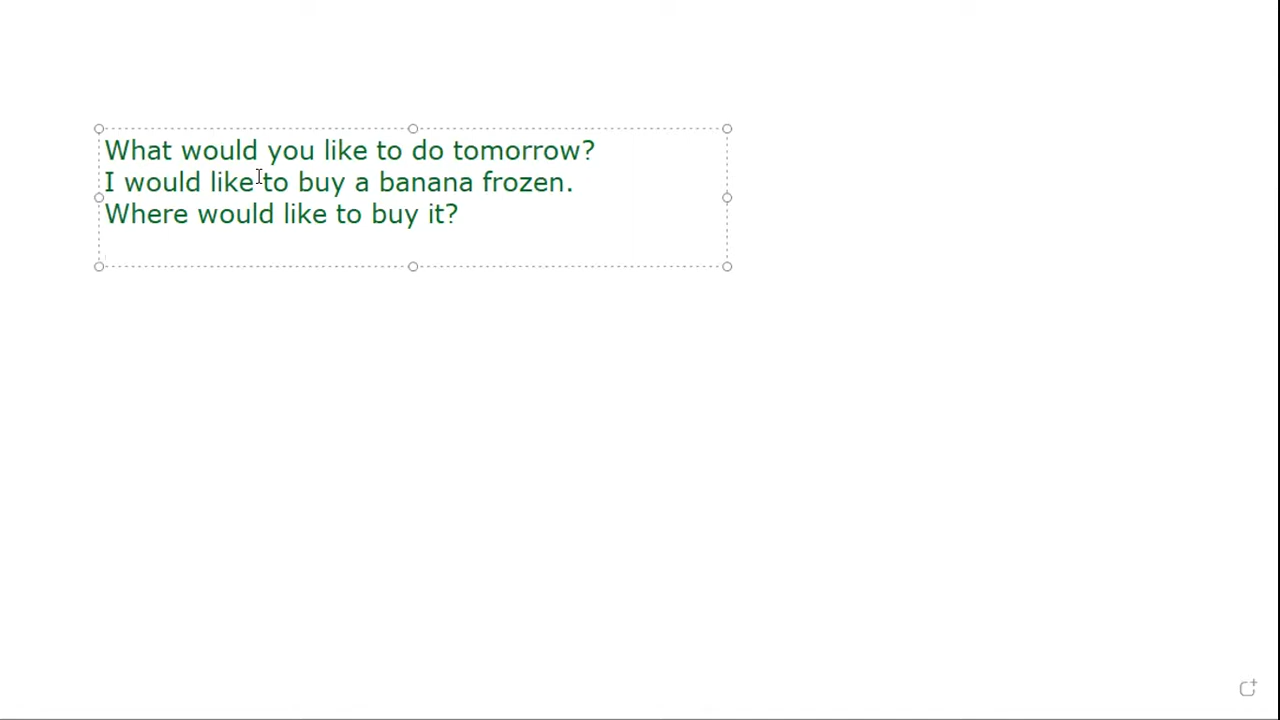 What would you like to do tomorrow?
I would like to buy a banana frozen.
Where would like to buy it?